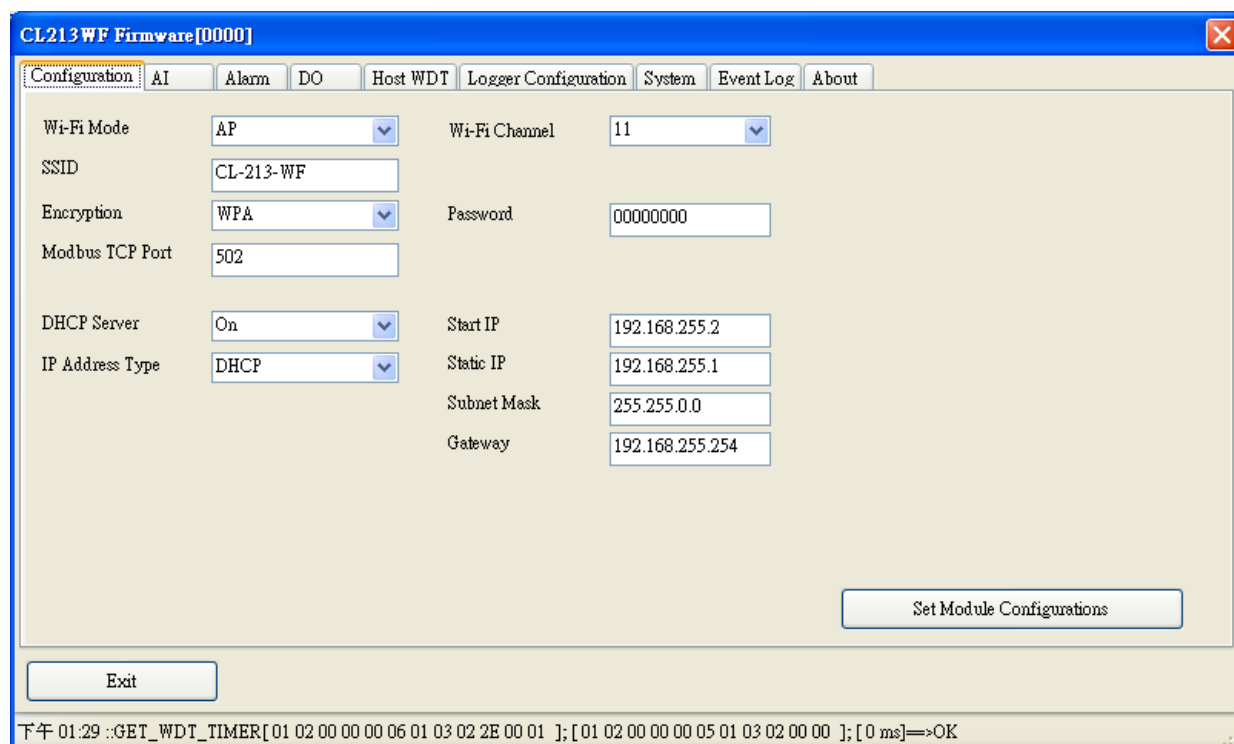 CL213WF Firmware[0000]
Configuration AI Alarm DO Host WDT Logger Configuration System Event Log About
Wi-Fi Mode AP Wi-Fi Channel 11
SSID CL-213-WF
Encryption WPA Password 00000000
Modbus TCP Port 502
DHCP Server On Start IP 192.168.255.2
IP Address Type DHCP Static IP 192.168.255.1
Subnet Mask 255.255.0.0
Gateway 192.168.255.254
Set Module Configurations
Exit
下午 01:29 ::GET_WDT_TIMER[ 01 02 00 00 00 06 01 03 02 2E 00 01 ]; [ 01 02 00 00 00 05 01 03 02 00 00 ]; [ 0 ms]==>OK